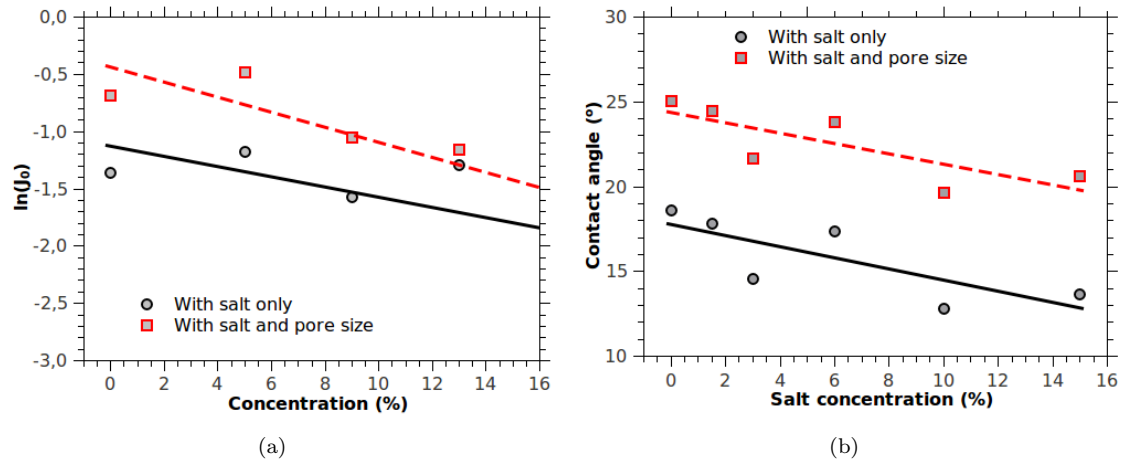 0,0
-0,5
-1,0
-1,5
-2,0
-2,5
-3,0
ln(J₀)
With salt only
With salt and pore size
0 2 4 6 8 10 12 14 16
Concentration (%)
(a)
30
25
20
15
10
Contact angle (°)
With salt only
With salt and pore size
0 2 4 6 8 10 12 14 16
Salt concentration (%)
(b)